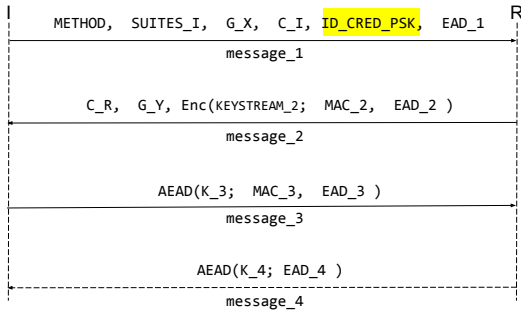 I R
METHOD, SUITES_I, G_X, C_I, ID_CRED_PSK, EAD_1
message_1
C_R, G_Y, Enc(KEYSTREAM_2; MAC_2, EAD_2 )
message_2
AEAD(K_3; MAC_3, EAD_3 )
message_3
AEAD(K_4; EAD_4 )
message_4